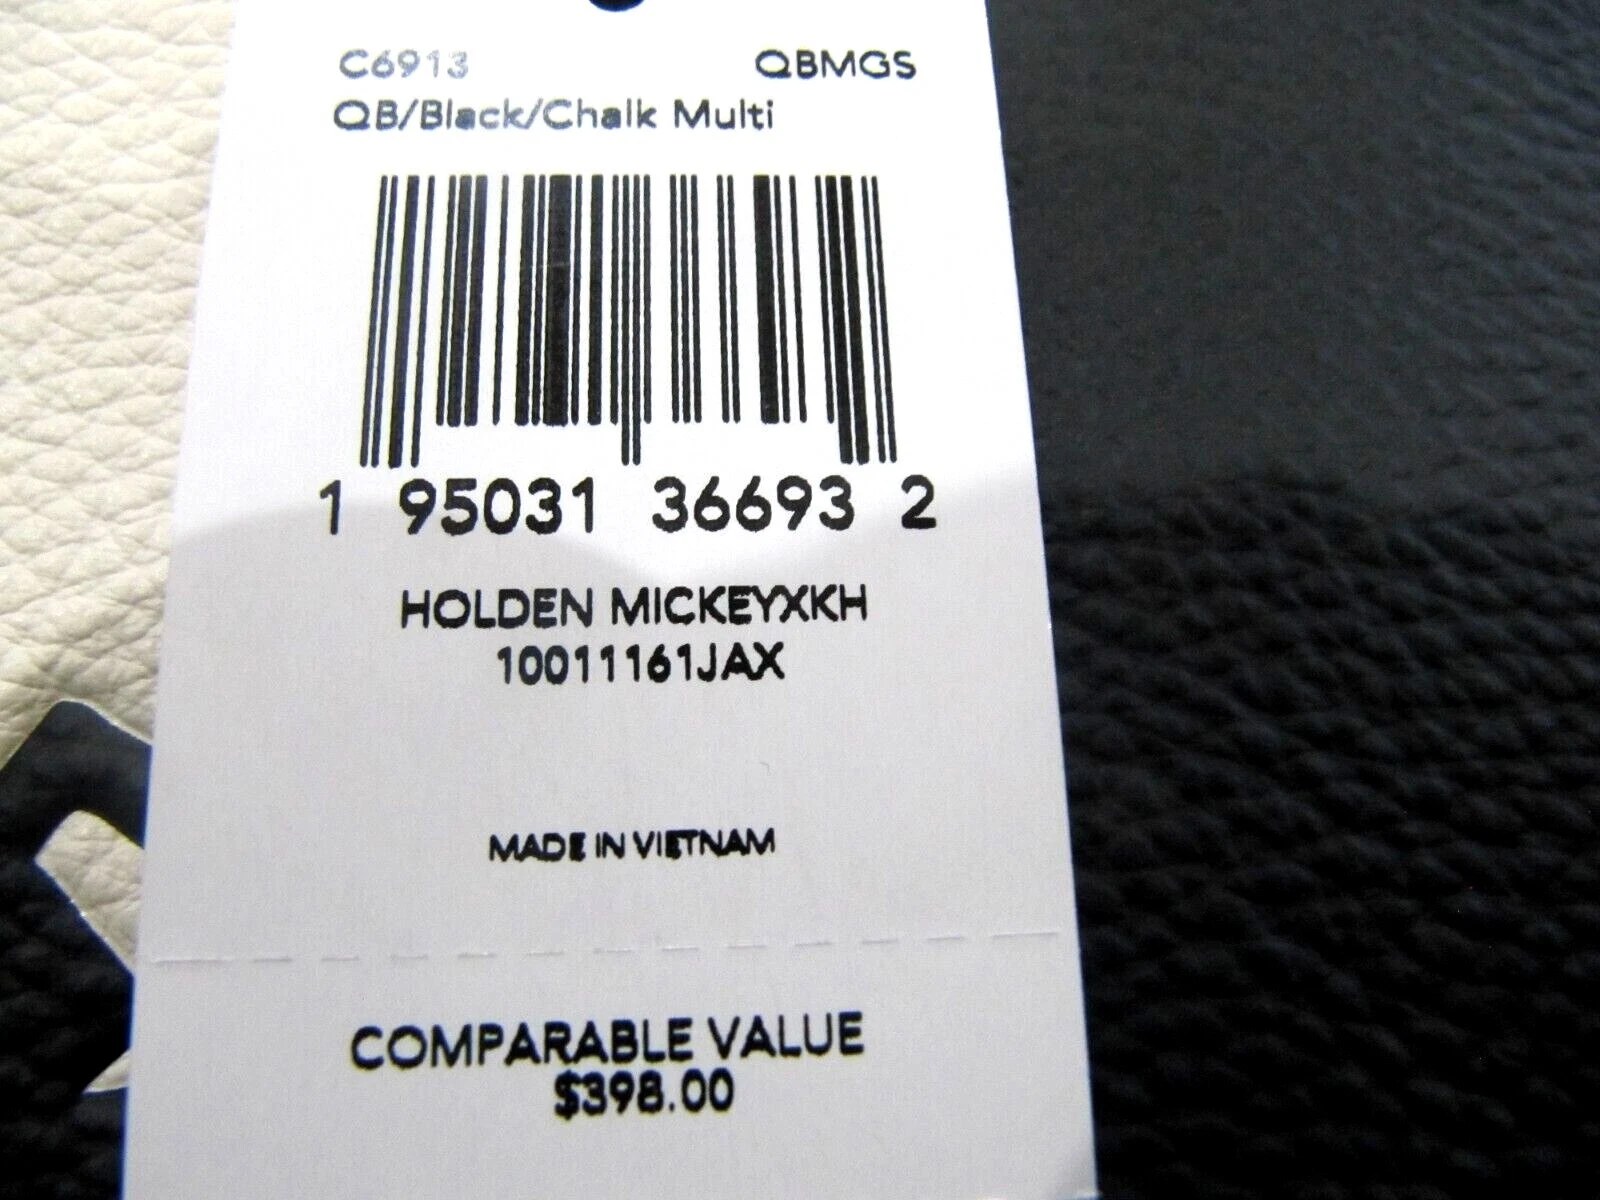 C6913 QBMGS
QB/Black/Chalk Multi
1 95031 36693 2
HOLDEN MICKEYXKH
10011161JAX
MADE IN VIETNAM
COMPARABLE VALUE
$398.00